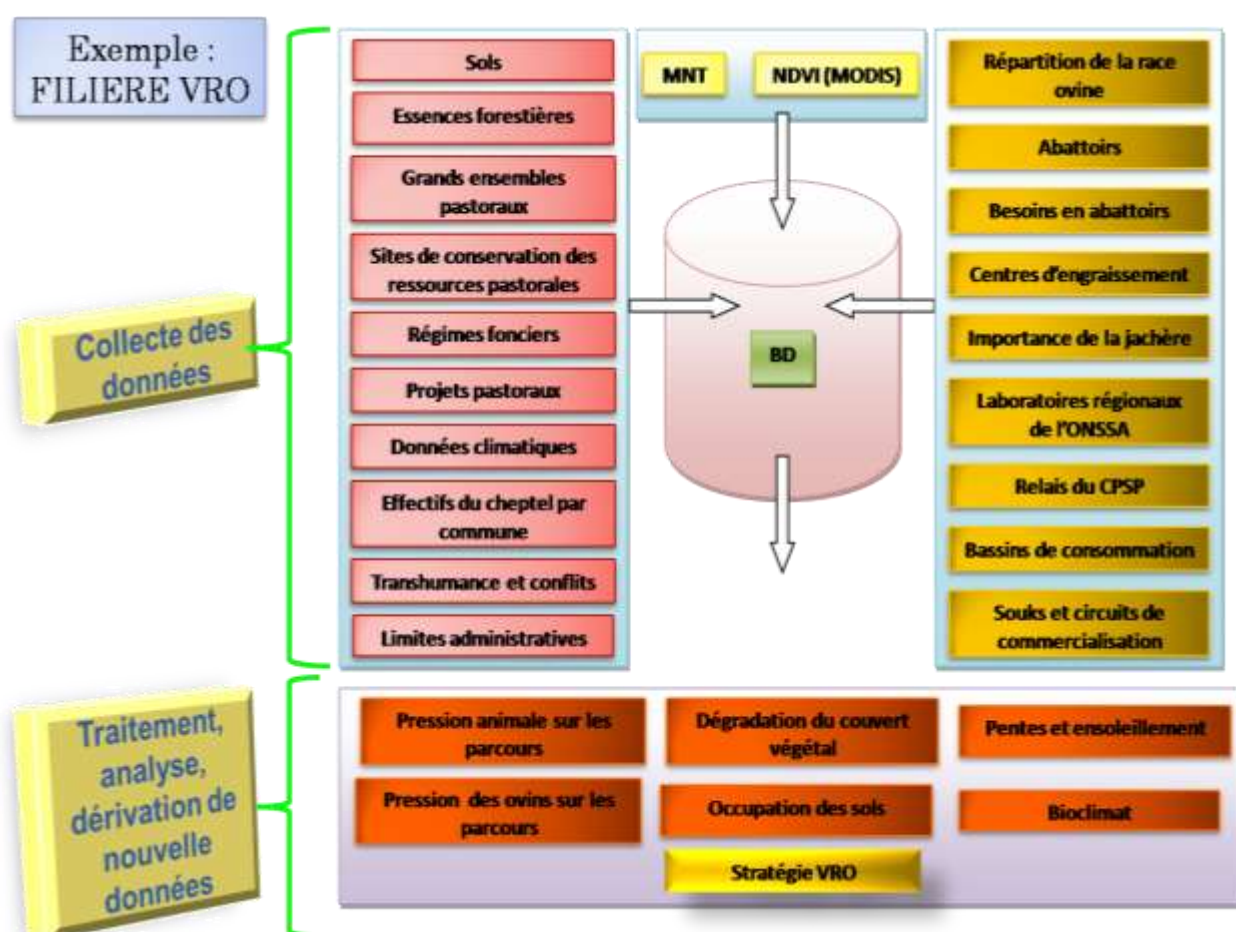 Exemple :
FILIERE VRO
Collecte des
données
Sols
Essences forestières
Grands ensembles
pastoraux
Sites de conservation des
ressources pastorales
Régimes fonciers
Projets pastoraux
Données climatiques
Effectifs du cheptel par
commune
Transhumance et conflits
Limites administratives
MNT
NDVI (MODIS)
BD
Répartition de la race
ovine
Abattoirs
Besoins en abattoirs
Centres d'engraissement
Importance de la jachère
Laboratoires régionaux
de l'ONSSA
Relais du CPSP
Bassins de consommation
Souks et circuits de
commercialisation
Traitement,
analyse,
dérivation de
nouvelle
données
Pression animale sur les
parcours
Dégradation du couvert
végétal
Pentes et ensoleillement
Pression des ovins sur les
parcours
Occupation des sols
Bioclimat
Stratégie VRO